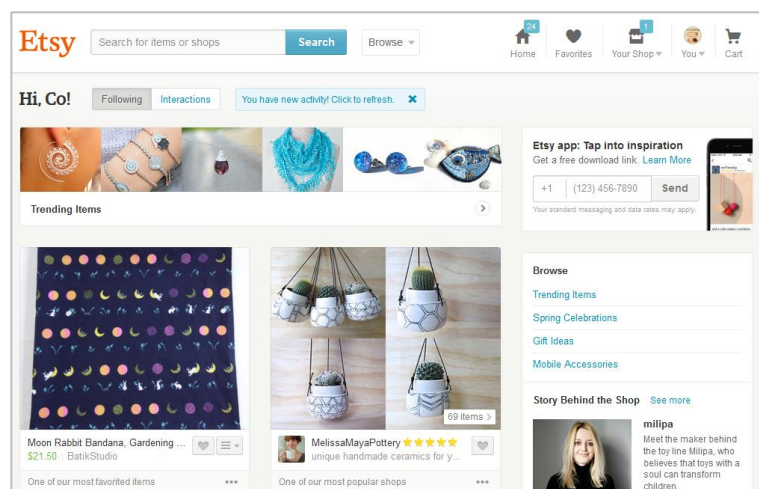 Etsy
Search for items or shops
Search
Browse
24
Home
Favorites
1
Your Shop
You
Cart
Hi, Co!
Following
Interactions
You have new activity! Click to refresh.
Trending Items
Etsy app: Tap into inspiration
Get a free download link. Learn More
+1
(123) 456-7890
Send
Your standard messaging and data rates may apply.
69 items
Moon Rabbit Bandana, Gardening ...
$21.50 BatikStudio
One of our most favorited items
MelissaMayaPottery
unique handmade ceramics for y...
One of our most popular shops
Browse
Trending Items
Spring Celebrations
Gift Ideas
Mobile Accessories
Story Behind the Shop See more
milipa
Meet the maker behind
the toy line Milipa, who
believes that toys with a
soul can transform
children.